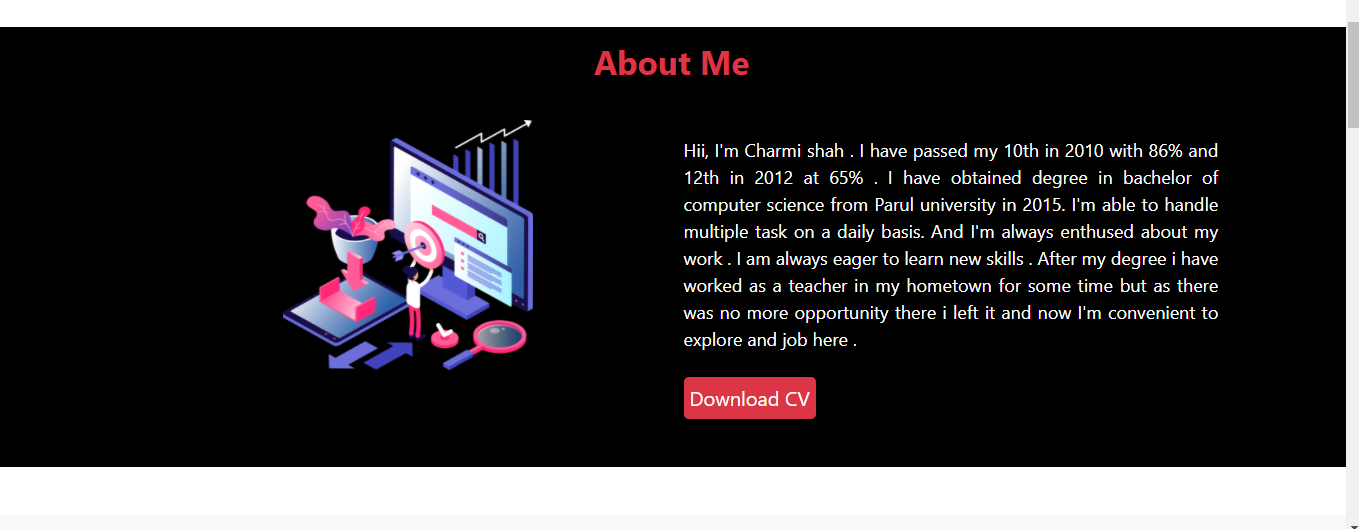 About Me
Hii, I'm Charmi shah . I have passed my 10th in 2010 with 86% and
12th in 2012 at 65% . I have obtained degree in bachelor of
computer science from Parul university in 2015. I'm able to handle
multiple task on a daily basis. And I'm always enthused about my
work . I am always eager to learn new skills . After my degree i have
worked as a teacher in my hometown for some time but as there
was no more opportunity there i left it and now I'm convenient to
explore and job here .
Download CV